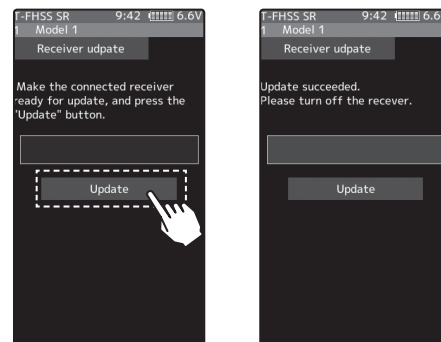 T-FHSS SR 9:42 6.6V
1 Model 1
Receiver udpate
Make the connected receiver
ready for update, and press the
"Update" button.
Update
T-FHSS SR 9:42 6.6
1 Model 1
Receiver udpate
Update succeeded.
Please turn off the recever.
Update